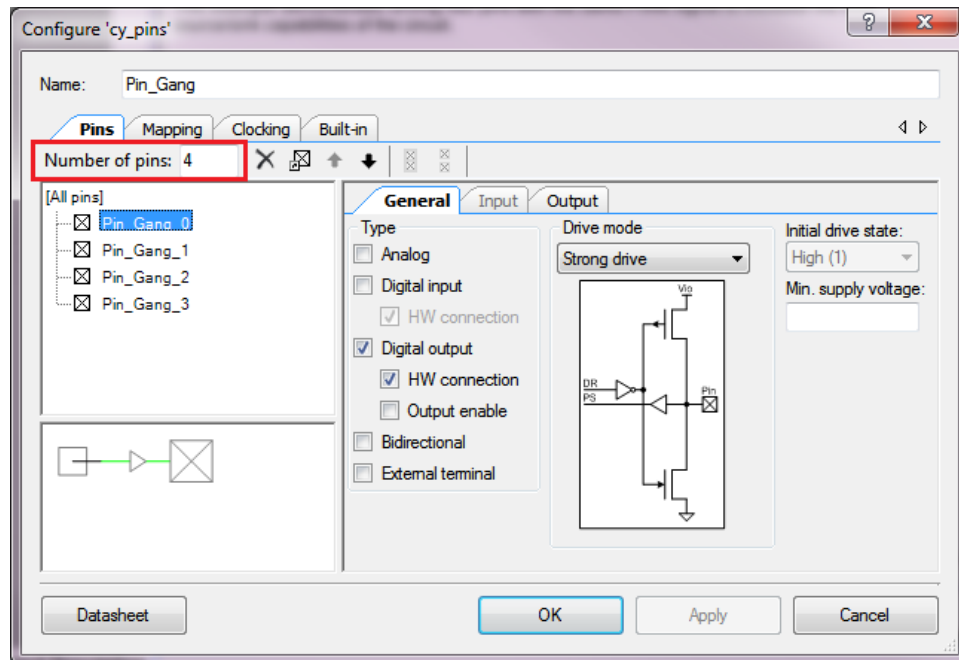 Configure 'cy_pins'
Name: Pin_Gang
Pins Mapping Clocking Built-in
Number of pins: 4
[All pins]
Pin_Gang_0
Pin_Gang_1
Pin_Gang_2
Pin_Gang_3
General Input Output
Type
Analog
Digital input
HW connection
Digital output
HW connection
Output enable
Bidirectional
External terminal
Drive mode
Strong drive
Vio
DR
PS
Pin
Initial drive state:
High (1)
Min. supply voltage:
Datasheet OK Apply Cancel